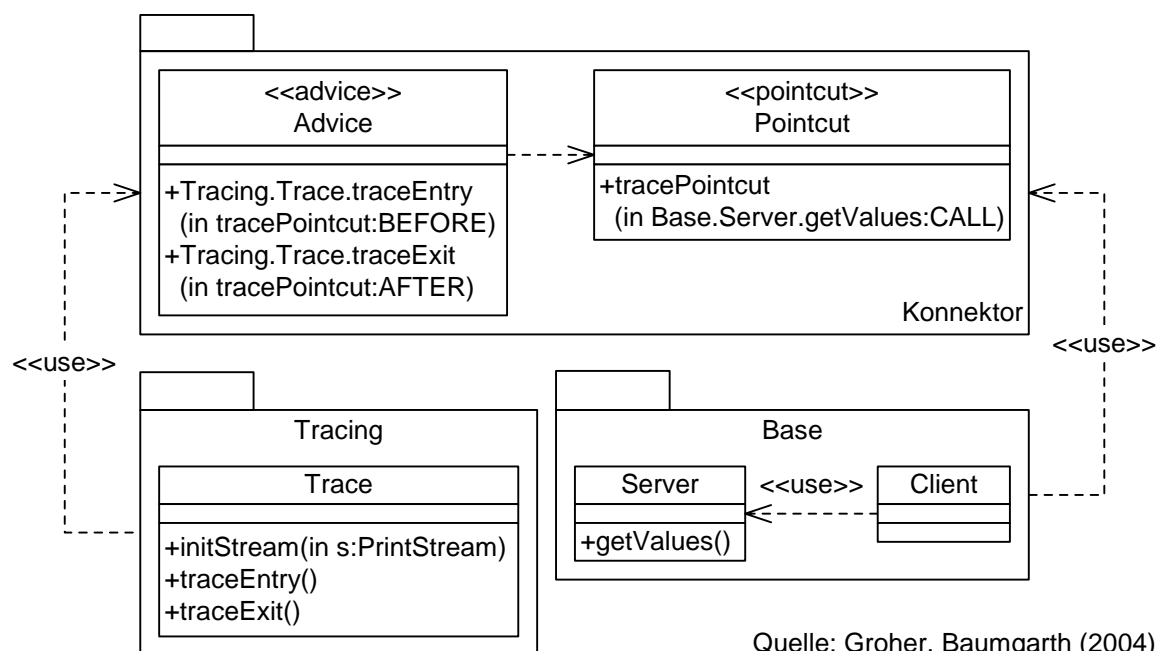 <<advice>>
Advice
+Tracing.Trace.traceEntry
(in tracePointcut:BEFORE)
+Tracing.Trace.traceExit
(in tracePointcut:AFTER)
<<pointcut>>
Pointcut
+tracePointcut
(in Base.Server.getValues:CALL)
Konnektor
<<use>>
<<use>>
Tracing
Trace
+initStream(in s:PrintStream)
+traceEntry()
+traceExit()
Base
Server
+getValues()
<<use>>
Client
Quelle: Groher, Baumgarth (2004)